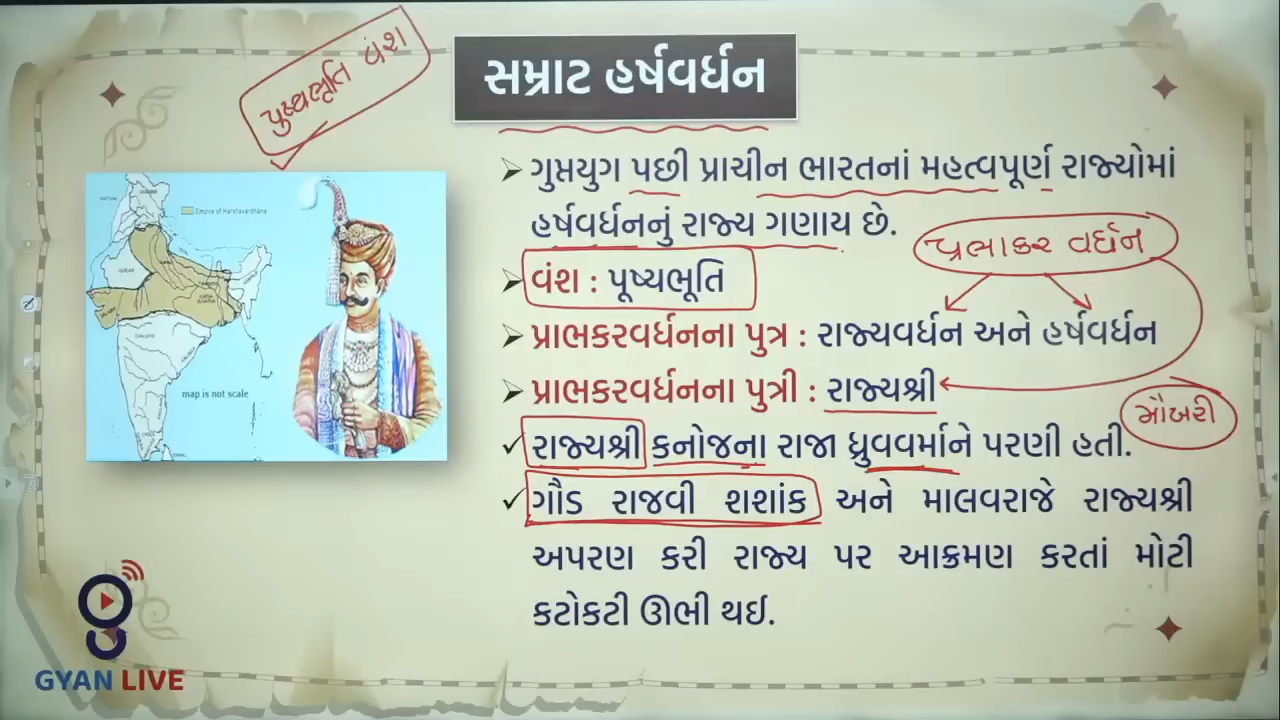 પુષ્યભૂતિ વંશ
સમ્રાટ હર્ષવર્ધન
ગુપ્તયુગ પછી પ્રાચીન ભારતનાં મહત્વપૂર્ણ રાજ્યોમાં
હર્ષવર્ધનનું રાજ્ય ગણાય છે.
પ્રભાકર વર્ધન
વંશ : પૂષ્યભૂતિ
પ્રાભકરવર્ધનના પુત્ર : રાજ્યવર્ધન અને હર્ષવર્ધન
પ્રાભકરવર્ધનના પુત્રી : રાજ્યશ્રી
મૌખરી
રાજ્યશ્રી કનોજના રાજા ધ્રુવવર્માને પરણી હતી.
ગૌડ રાજવી શશાંક અને માલવરાજે રાજ્યશ્રી
અપરણ કરી રાજ્ય પર આક્રમણ કરતાં મોટી
કટોકટી ઊભી થઈ.
Empire of Harshavardhana
map is not scale
GYAN LIVE